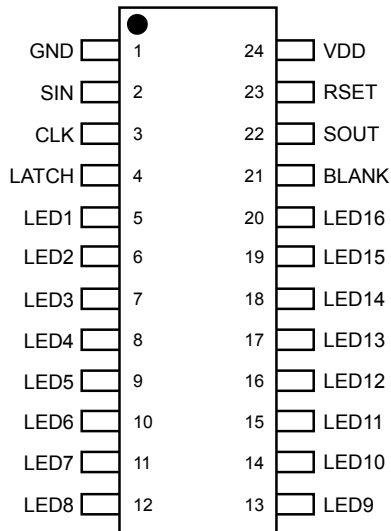 GND 1 24 VDD
SIN 2 23 RSET
CLK 3 22 SOUT
LATCH 4 21 BLANK
LED1 5 20 LED16
LED2 6 19 LED15
LED3 7 18 LED14
LED4 8 17 LED13
LED5 9 16 LED12
LED6 10 15 LED11
LED7 11 14 LED10
LED8 12 13 LED9